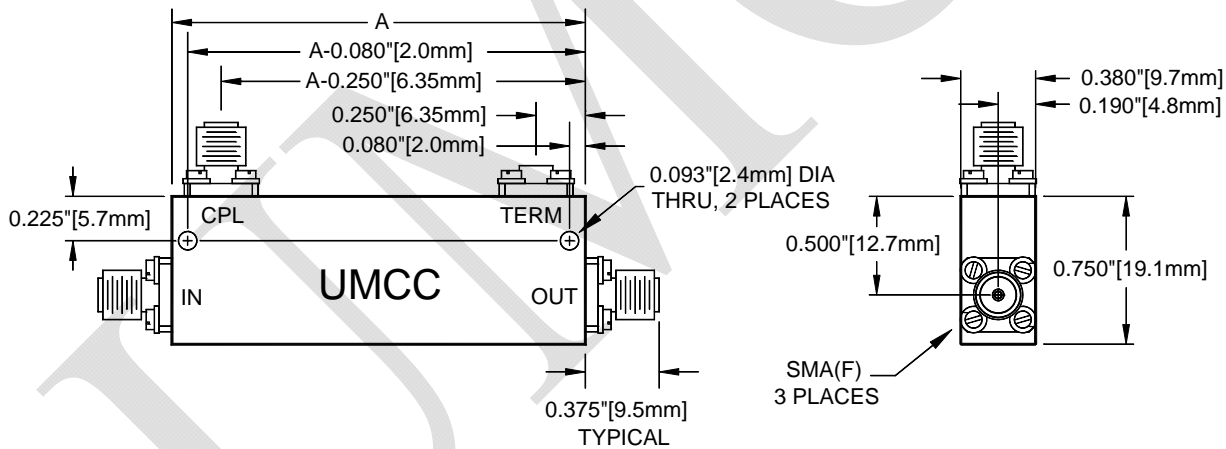 A
A-0.080"[2.0mm]
A-0.250"[6.35mm]
0.250"[6.35mm]
0.080"[2.0mm]
0.380"[9.7mm]
0.190"[4.8mm]
0.093"[2.4mm] DIA
THRU, 2 PLACES
0.225"[5.7mm]
CPL
TERM
0.500"[12.7mm]
0.750"[19.1mm]
IN
UMCC
OUT
SMA(F)
3 PLACES
0.375"[9.5mm]
TYPICAL